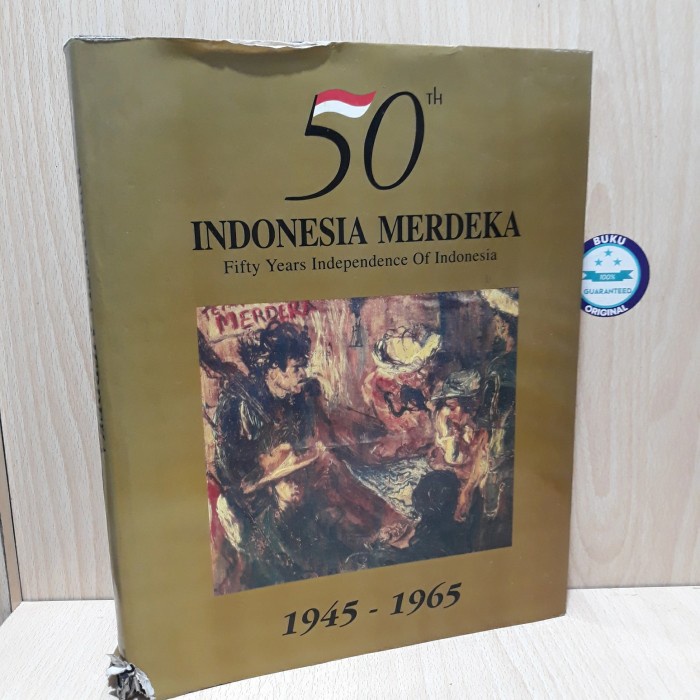 50TH
INDONESIA MERDEKA
Fifty Years Independence Of Indonesia
MERDEKA
1945 - 1965
BUKU
100%
GUARANTEED
ORIGINAL